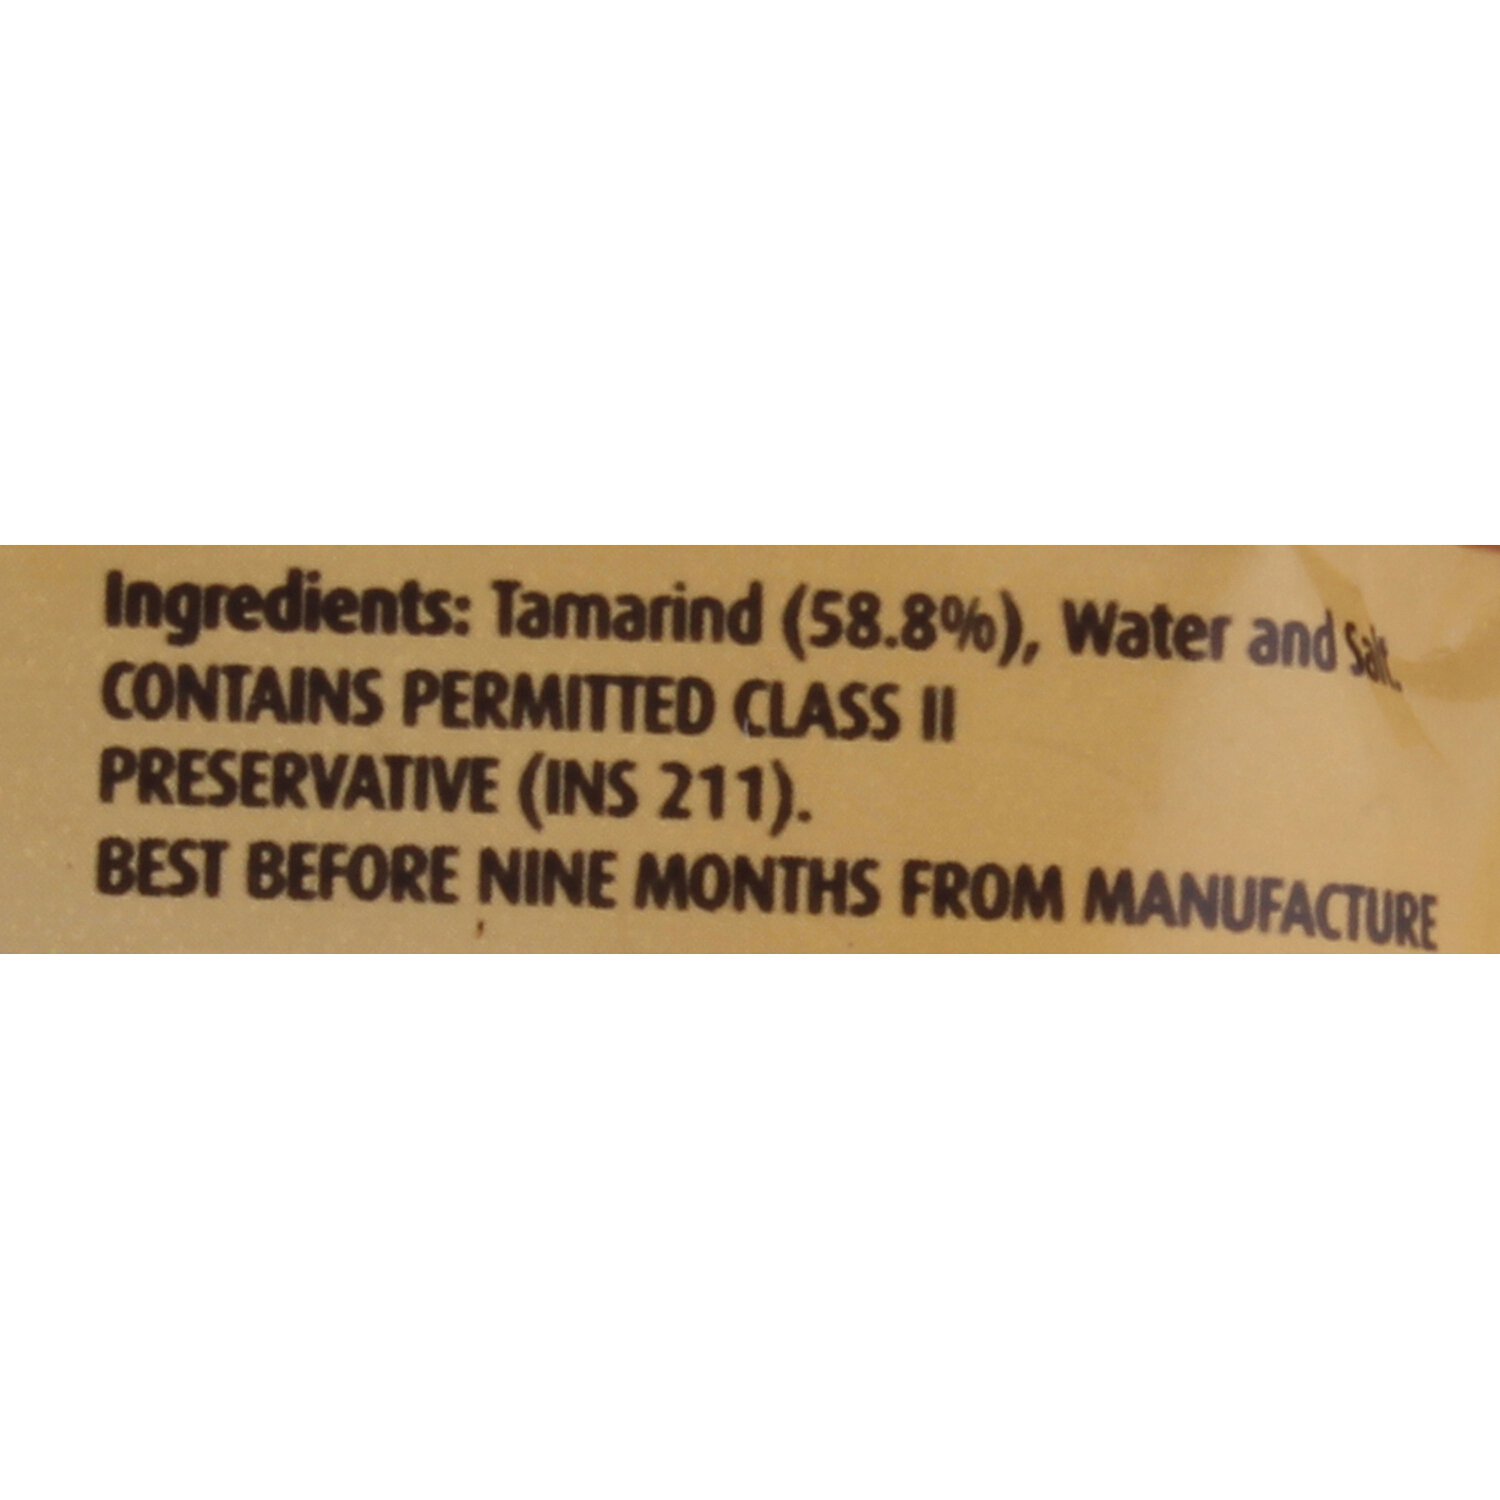 Ingredients: Tamarind (58.8%), Water and Salt.
CONTAINS PERMITTED CLASS II
PRESERVATIVE (INS 211).
BEST BEFORE NINE MONTHS FROM MANUFACTURE